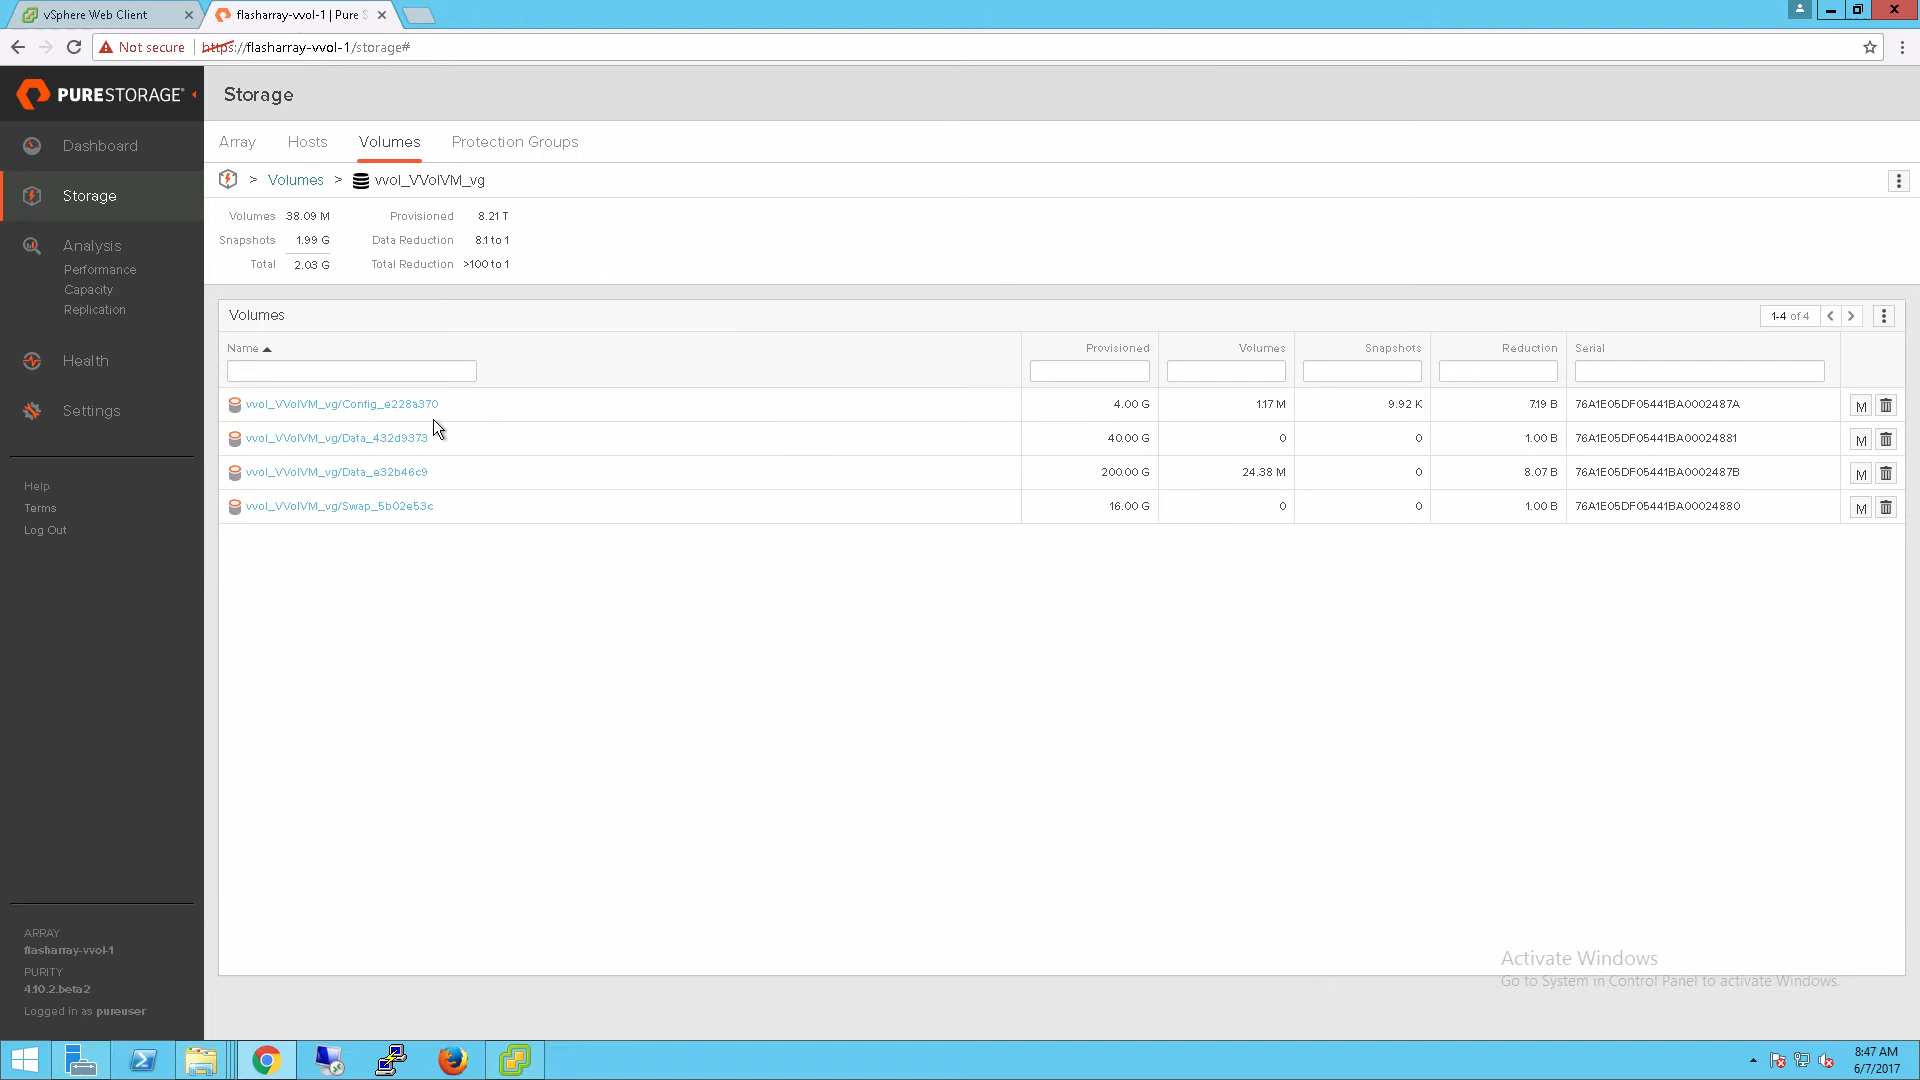 vSphere Web Client
flasharray-vvol-1 | Pure S
Not secure
https://flasharray-vvol-1/storage#
PURESTORAGE®
Storage
Dashboard
Storage
Analysis
Performance
Capacity
Replication
Health
Settings
Help
Terms
Log Out
ARRAY
flasharray-vvol-1
PURITY
4.10.2.beta2
Logged in as pureuser
Array Hosts Volumes Protection Groups
> Volumes > vvol_VVolVM_vg
Volumes 38.09 M Provisioned 8.21 T
Snapshots 1.99 G Data Reduction 8.1 to 1
Total 2.03 G Total Reduction >100 to 1
Volumes 1-4 of 4
Name Provisioned Volumes Snapshots Reduction Serial
vvol_VVolVM_vg/Config_e228a370 4.00 G 1.17 M 9.92 K 7.19 B 76A1E05DF05441BA0002487A M
vvol_VVolVM_vg/Data_432d9373 40.00 G 0 0 1.00 B 76A1E05DF05441BA00024881 M
vvol_VVolVM_vg/Data_e32b46c9 200.00 G 24.38 M 0 8.07 B 76A1E05DF05441BA0002487B M
vvol_VVolVM_vg/Swap_5b02e53c 16.00 G 0 0 1.00 B 76A1E05DF05441BA00024880 M
Activate Windows
Go to System in Control Panel to activate Windows.
8:47 AM
6/7/2017